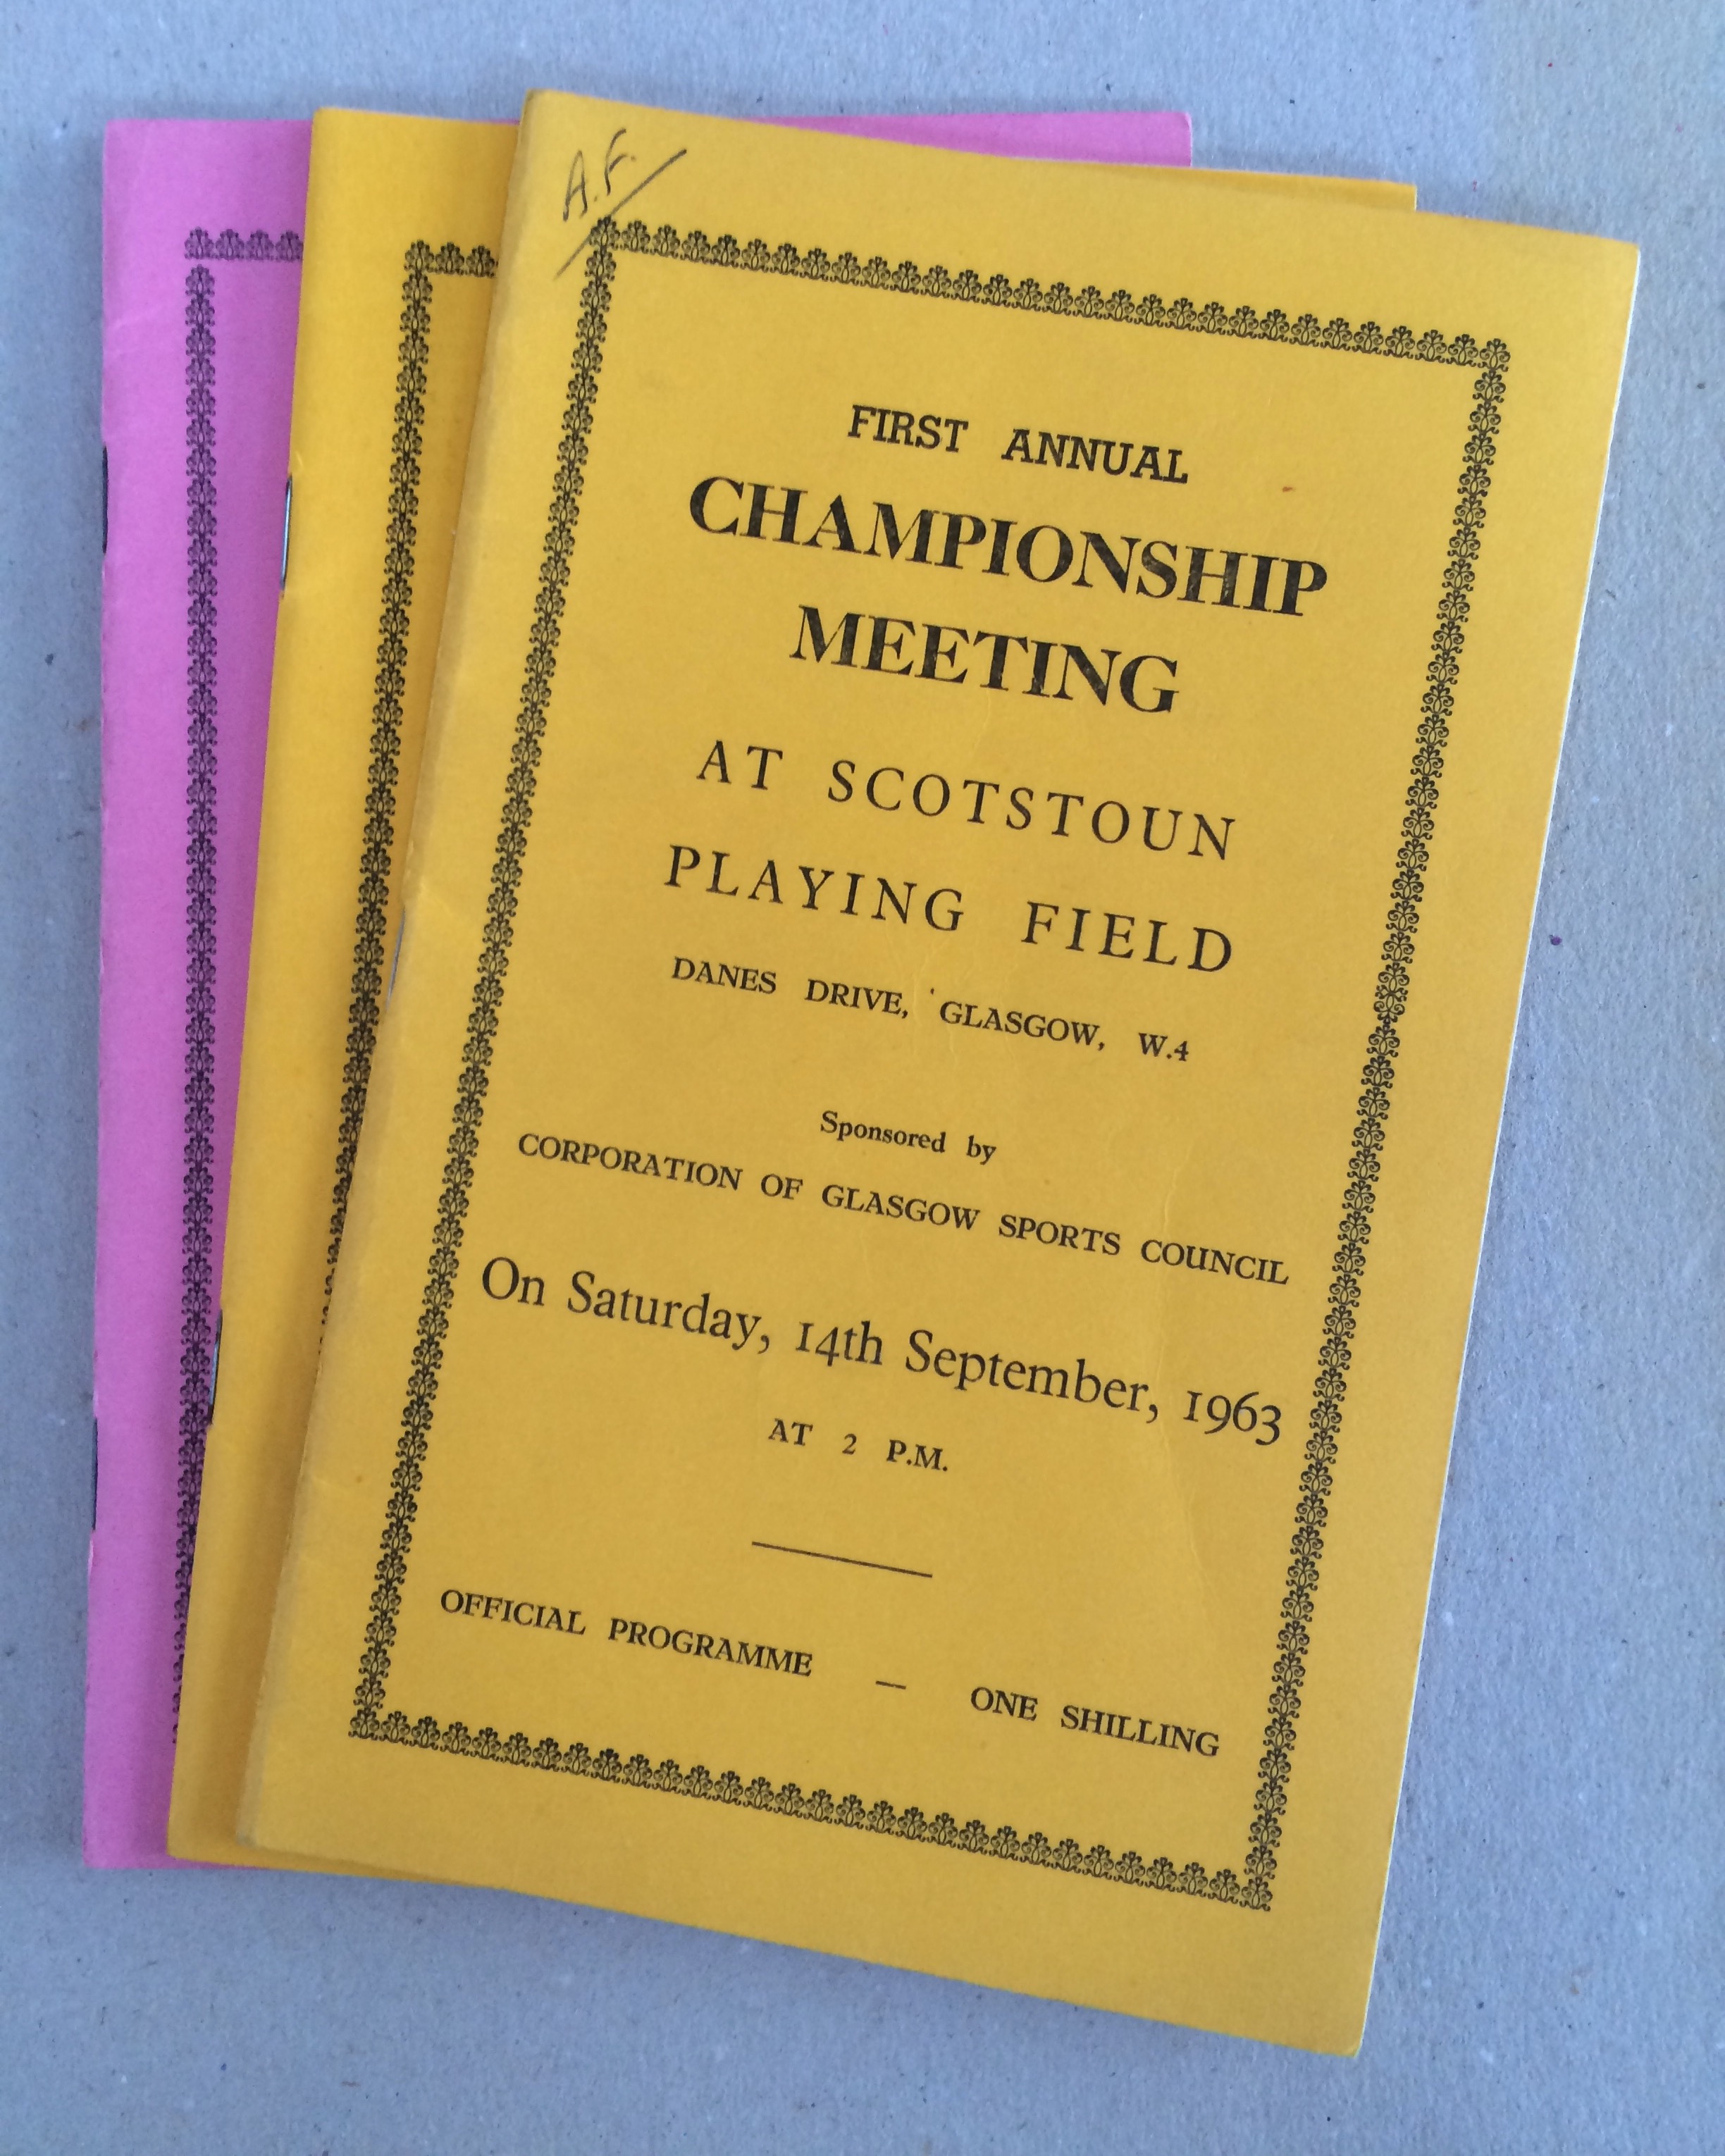 A.F.
FIRST ANNUAL
CHAMPIONSHIP
MEETING
AT SCOTSTOUN
PLAYING FIELD
DANES DRIVE, GLASGOW, W.4
Sponsored by
CORPORATION OF GLASGOW SPORTS COUNCIL
On Saturday, 14th September, 1963
AT 2 P.M.
OFFICIAL PROGRAMME — ONE SHILLING